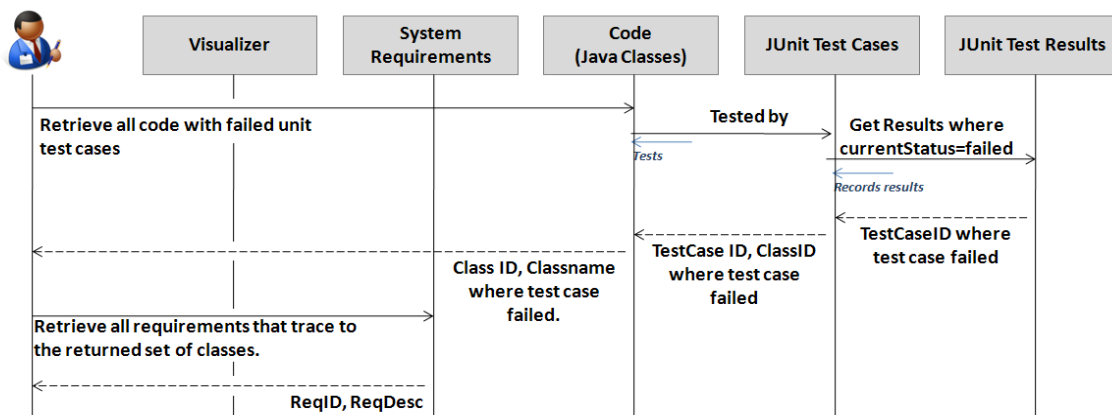 Visualizer
System
Requirements
Code
(Java Classes)
JUnit Test Cases
JUnit Test Results
Retrieve all code with failed unit
test cases
Tested by
Tests
Get Results where
currentStatus=failed
Records results
TestCaseID where
test case failed
TestCase ID, ClassID
where test case
failed
Class ID, Classname
where test case
failed.
Retrieve all requirements that trace to
the returned set of classes.
ReqID, ReqDesc